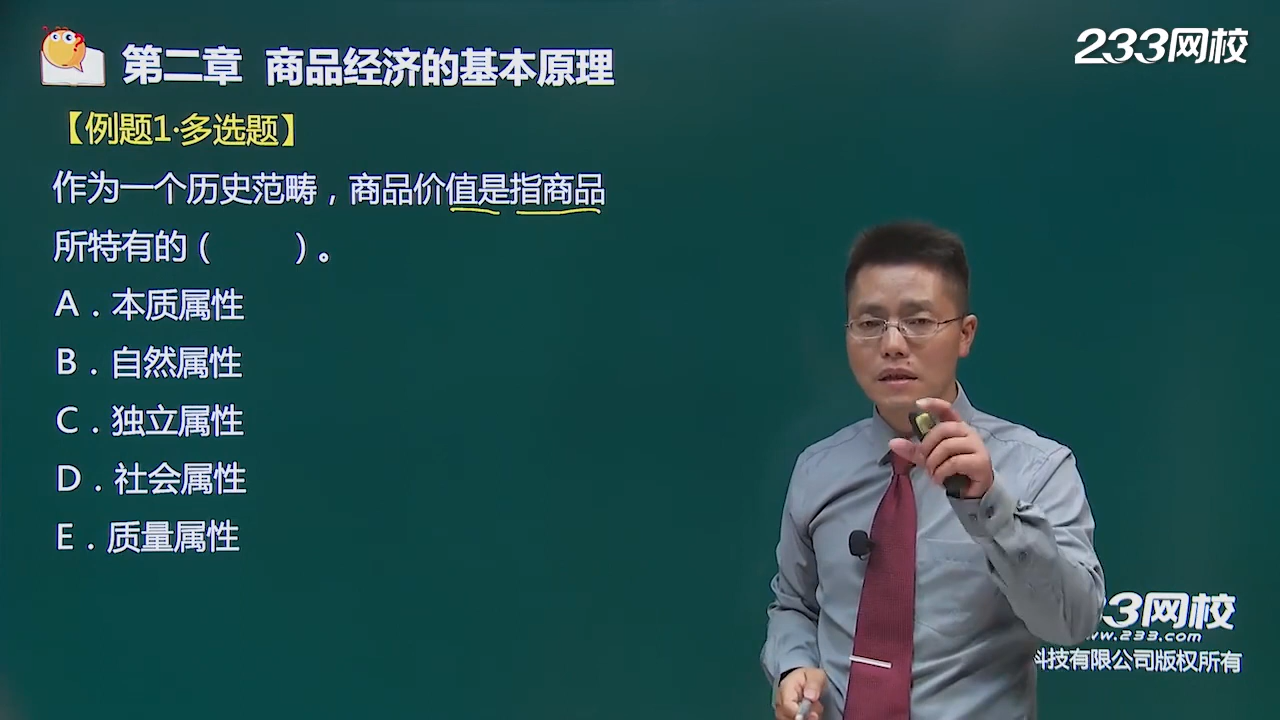 第二章 商品经济的基本原理
233网校
【例题1·多选题】
作为一个历史范畴，商品价值是指商品
所特有的（　　）。
A．本质属性
B．自然属性
C．独立属性
D．社会属性
E．质量属性
33网校
www.233.com
科技有限公司版权所有